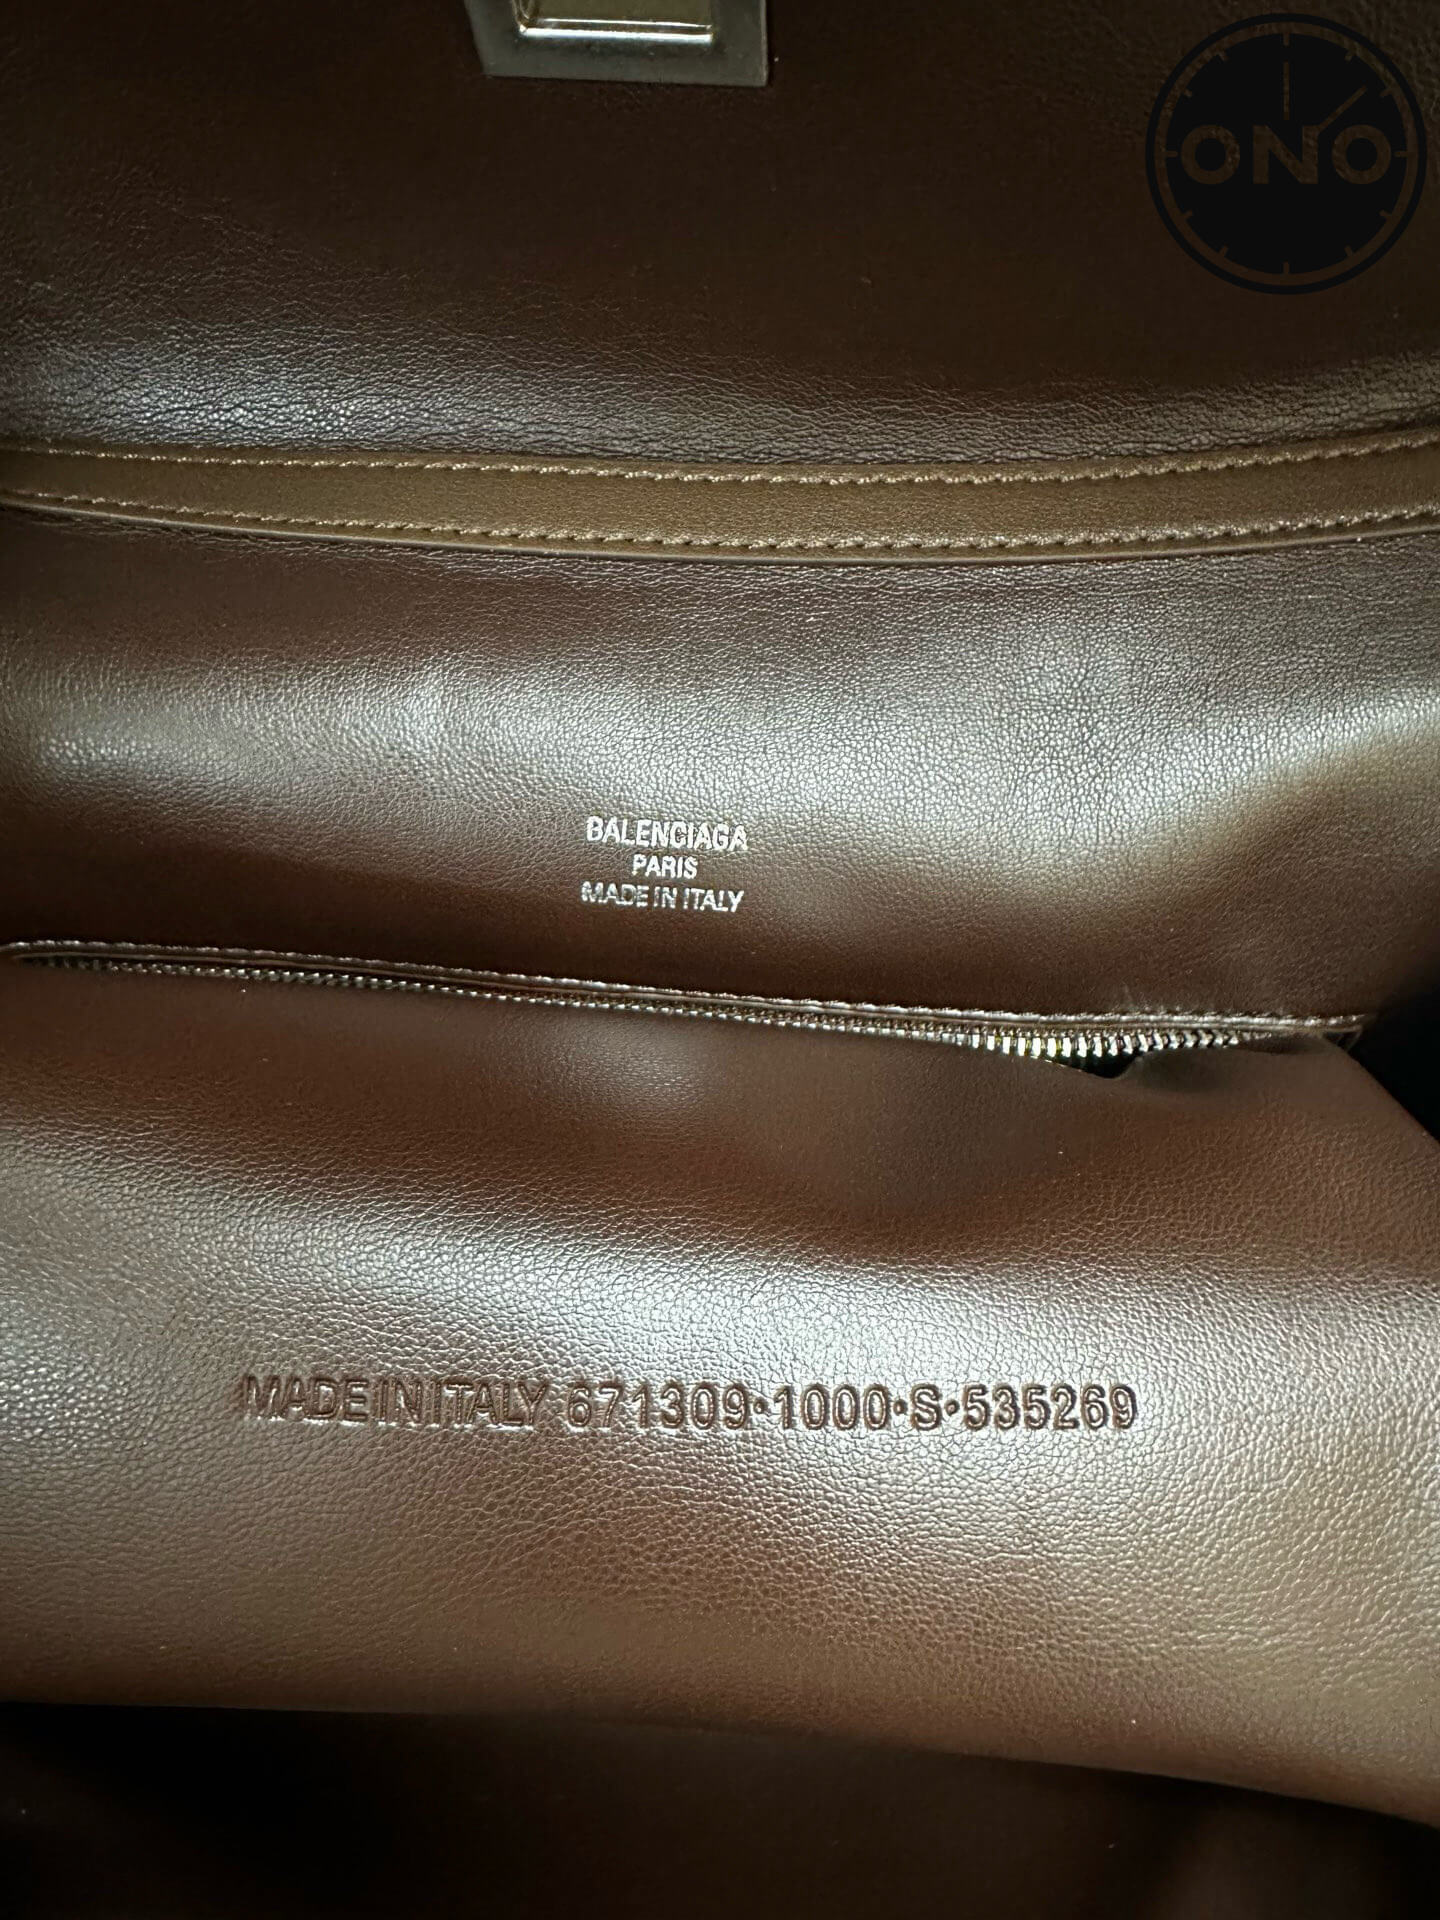 ONO
BALENCIAGA
PARIS
MADE IN ITALY
MADE IN ITALY 671309·1000·S·535269